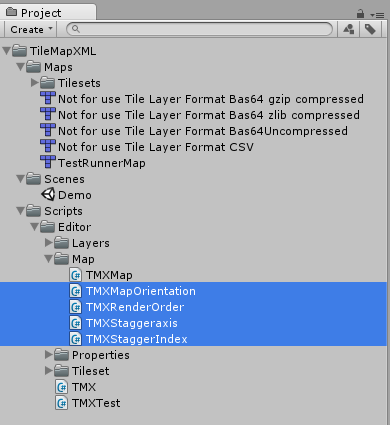 Project
Create
TileMapXML
Maps
Tilesets
Not for use Tile Layer Format Bas64 gzip compressed
Not for use Tile Layer Format Bas64 zlib compressed
Not for use Tile Layer Format Bas64Uncompressed
Not for use Tile Layer Format CSV
TestRunnerMap
Scenes
Demo
Scripts
Editor
Layers
Map
TMXMap
TMXMapOrientation
TMXRenderOrder
TMXStaggeraxis
TMXStaggerIndex
Properties
Tileset
TMX
TMXTest